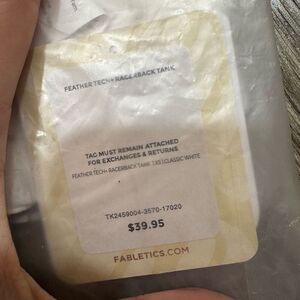 FEATHER TECH+ RACERBACK TANK
TAG MUST REMAIN ATTACHED
FOR EXCHANGES & RETURNS
FEATHER TECH+ RACERBACK TANK | XS | CLASSIC WHITE
TK2459004-3570-17020
$39.95
FABLETICS.COM